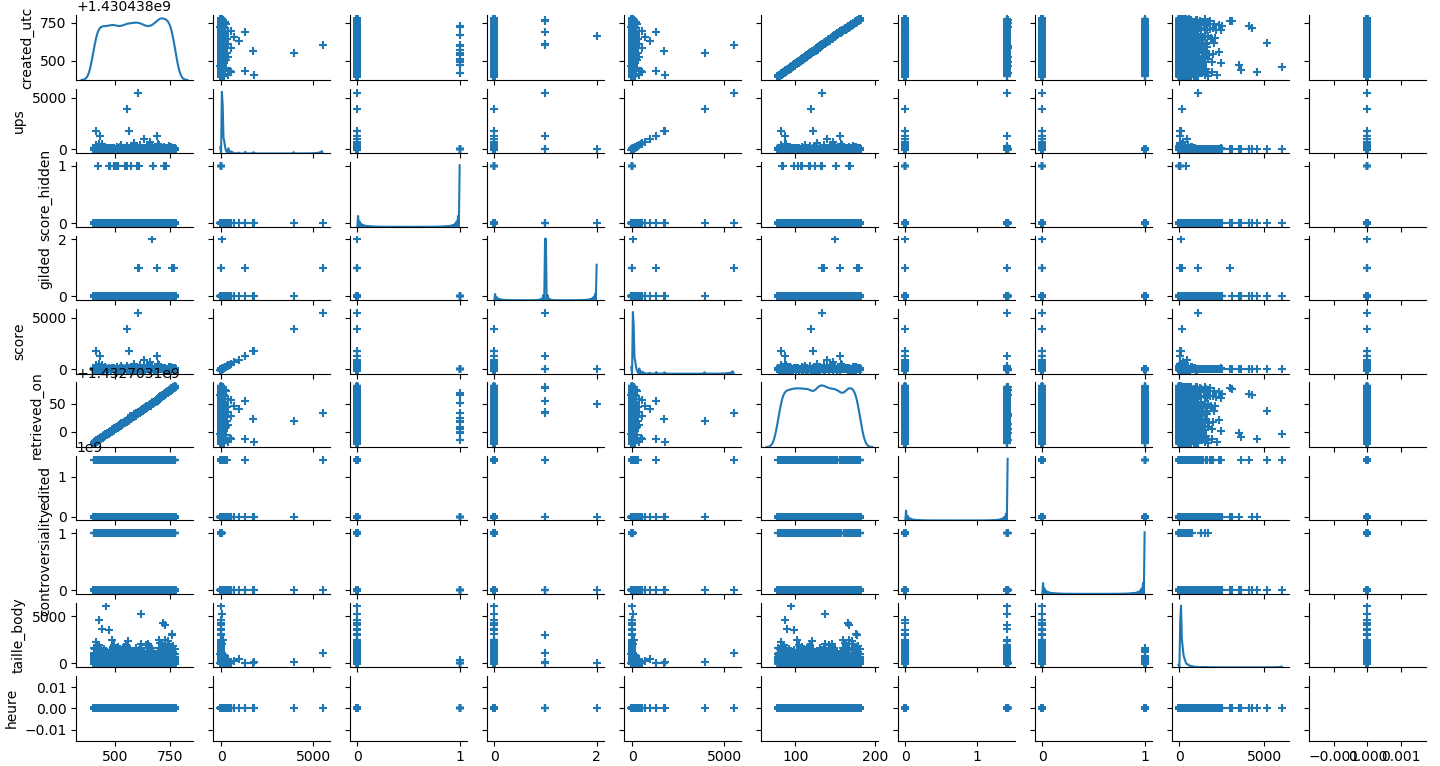 +1.430438e9
created_utc
750
500
ups
5000
0
score_hidden
1
0
gilded
2
0
score
5000
0
+1.4327031e9
retrieved_on
50
0
1e9
edited
1
0
controversiality
1
0
taille_body
5000
0
heure
0.01
0.00
−0.01
500 750 0 5000 0 1 0 2 0 5000 100 200 0 1 0 1 0 5000 −0.001 0.000 0.001